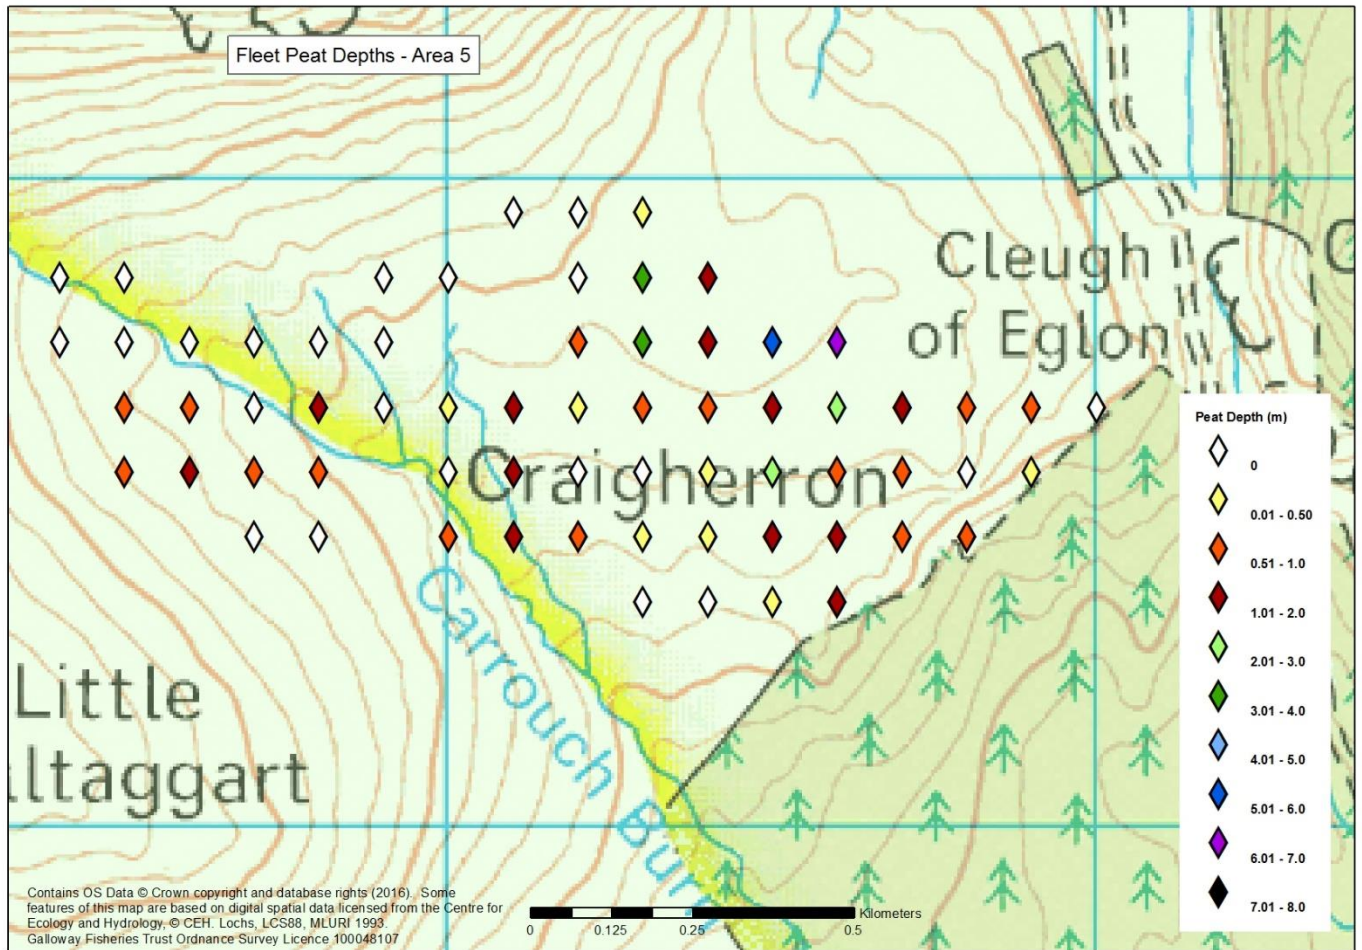 Fleet Peat Depths - Area 5
Cleugh
of Eglon
Craigherron
Carrouch Burn
Little
ltaggart
Peat Depth (m)
0
0.01 - 0.50
0.51 - 1.0
1.01 - 2.0
2.01 - 3.0
3.01 - 4.0
4.01 - 5.0
5.01 - 6.0
6.01 - 7.0
7.01 - 8.0
Contains OS Data © Crown copyright and database rights (2016). Some
features of this map are based on digital spatial data licensed from the Centre for
Ecology and Hydrology, © CEH. Lochs, LCS88, MLURI 1993.
Galloway Fisheries Trust Ordnance Survey Licence 100048107
Kilometers
0 0.125 0.25 0.5